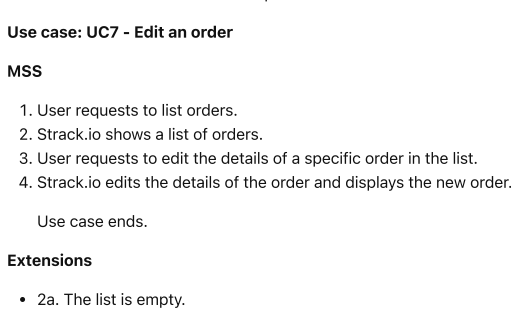 Use case: UC7 - Edit an order
MSS
1. User requests to list orders.
2. Strack.io shows a list of orders.
3. User requests to edit the details of a specific order in the list.
4. Strack.io edits the details of the order and displays the new order.
Use case ends.
Extensions
• 2a. The list is empty.